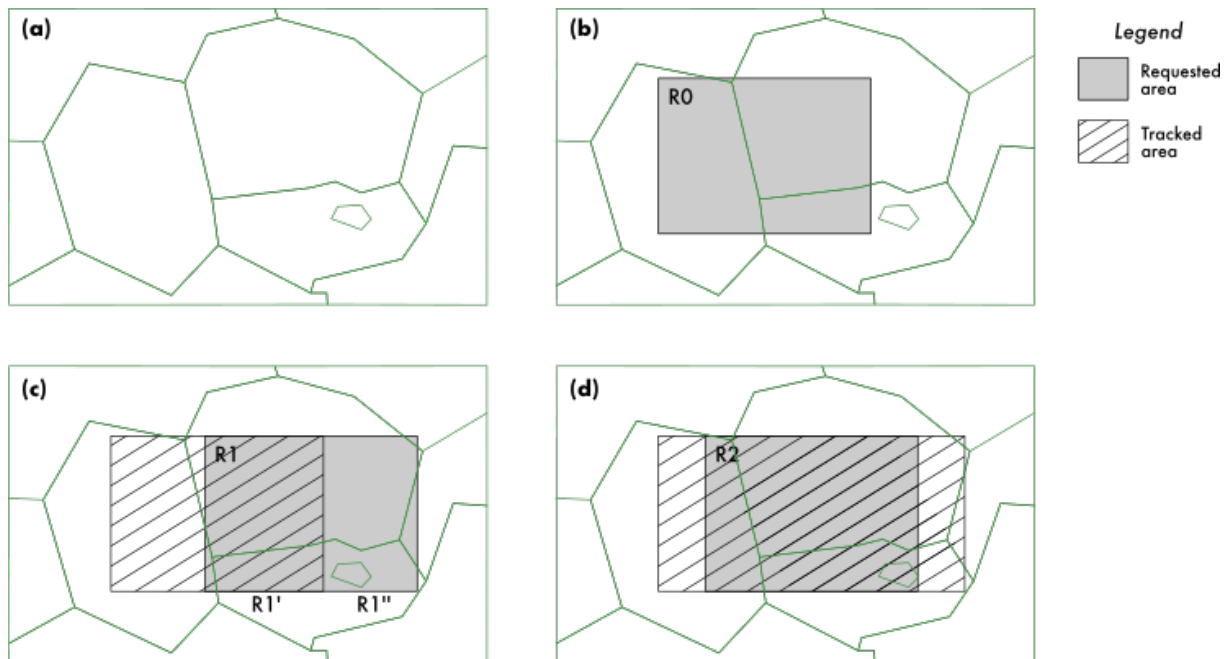 (a)
(b)
Legend
Requested
area
Tracked
area
R0
(c)
(d)
R1
R2
R1' R1"